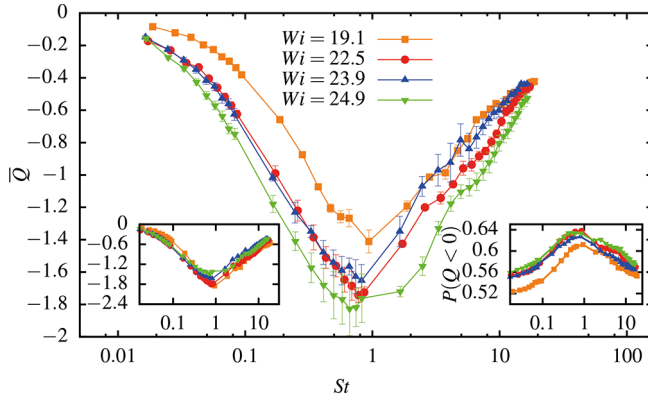 0
−0.2
−0.4
−0.6
−0.8
−1
−1.2
−1.4
−1.6
−1.8
−2
Q̅
Wi = 19.1
Wi = 22.5
Wi = 23.9
Wi = 24.9
0
−0.6
−1.2
−1.8
−2.4
0.1 1 10
P(Q < 0)
0.64
0.6
0.56
0.52
0.1 1 10
0.01 0.1 1 10 100
St